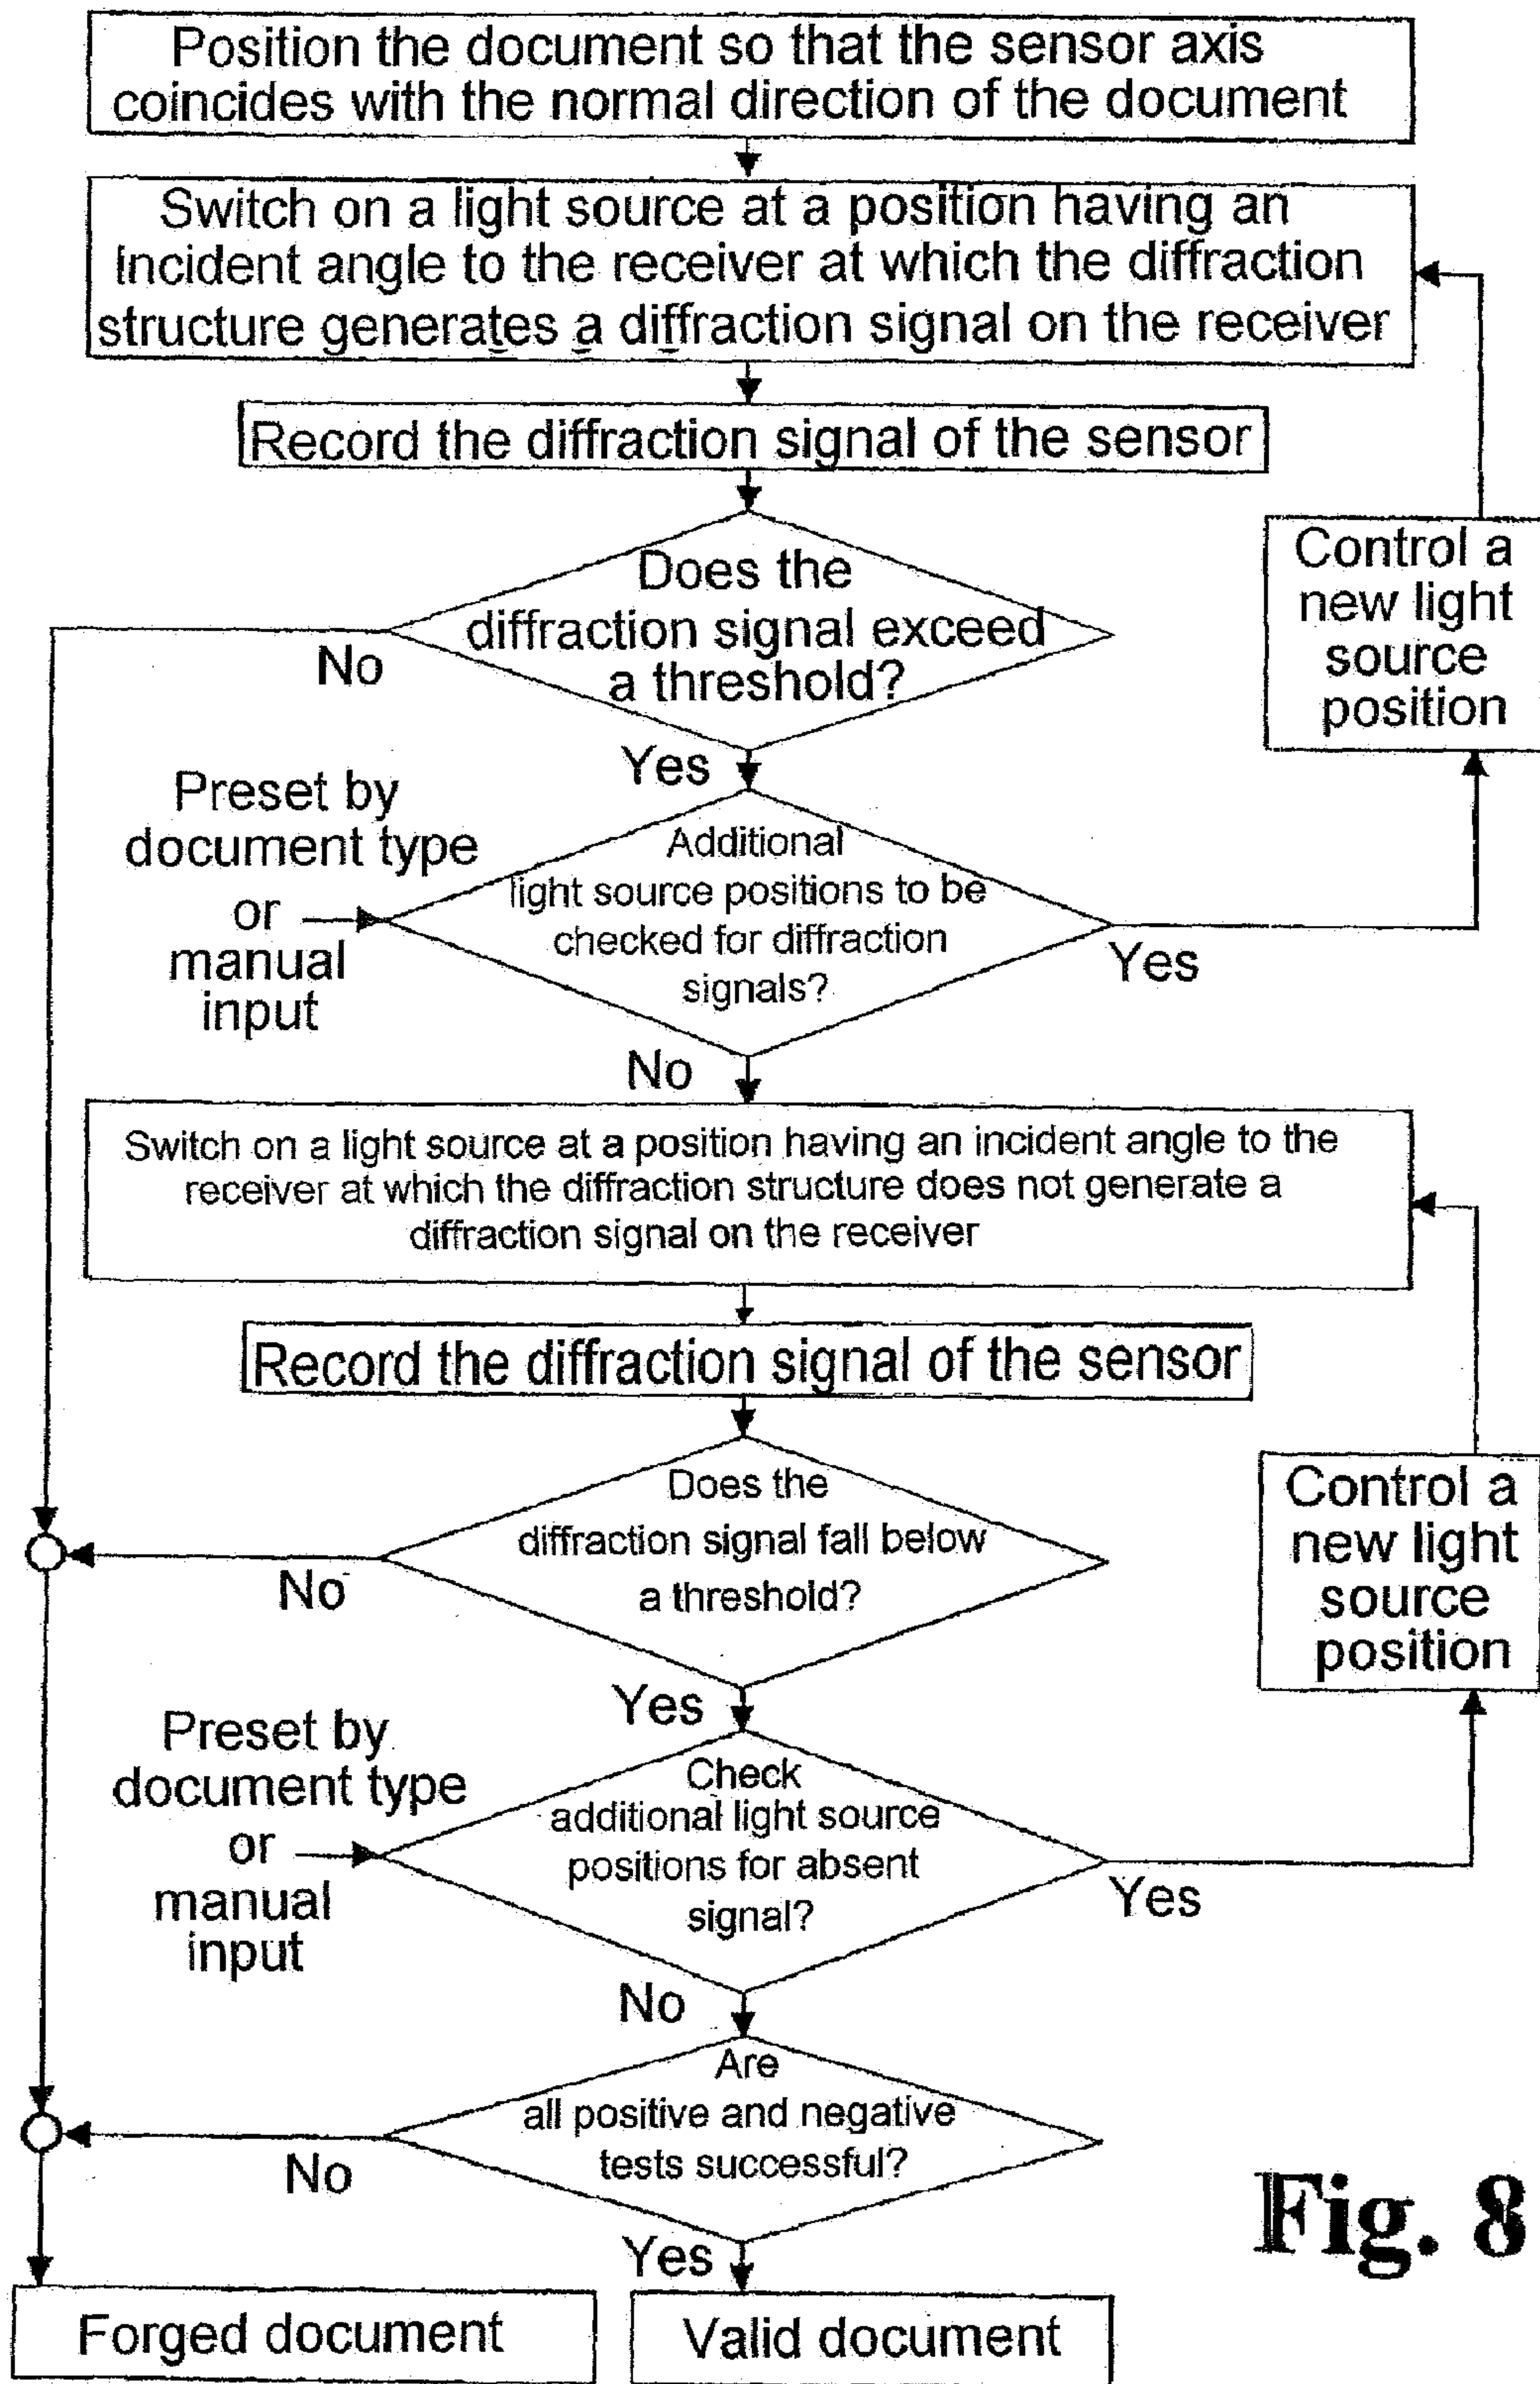 Position the document so that the sensor axis
coincides with the normal direction of the document
Switch on a light source at a position having an
incident angle to the receiver at which the diffraction
structure generates a diffraction signal on the receiver
Record the diffraction signal of the sensor
Does the
diffraction signal exceed
a threshold?
No
Yes
Control a
new light
source
position
Preset by
document type
or
manual
input
Additional
light source positions to be
checked for diffraction
signals?
Yes
No
Switch on a light source at a position having an incident angle to the
receiver at which the diffraction structure does not generate a
diffraction signal on the receiver
Record the diffraction signal of the sensor
Does the
diffraction signal fall below
a threshold?
No
Yes
Control a
new light
source
position
Preset by
document type
or
manual
input
Check
additional light source
positions for absent
signal?
Yes
No
Are
all positive and negative
tests successful?
No
Yes
Forged document
Valid document
Fig. 8